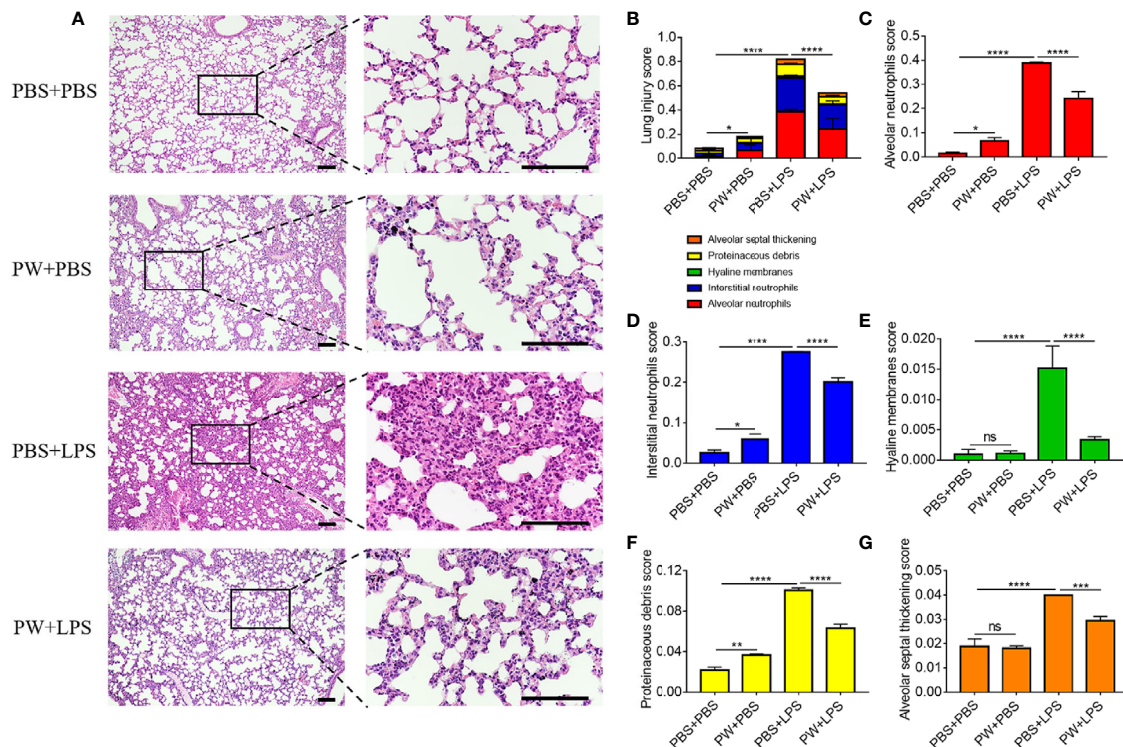 A
PBS+PBS
PW+PBS
PBS+LPS
PW+LPS
B
Lung injury score
1.0
0.8
0.6
0.4
0.2
0.0
*
****
****
PBS+PBS
PW+PBS
PBS+LPS
PW+LPS
Alveolar septal thickening
Proteinaceous debris
Hyaline membranes
Interstitial neutrophils
Alveolar neutrophils
C
Alveolar neutrophils score
0.5
0.4
0.3
0.2
0.1
0.0
*
****
****
PBS+PBS
PW+PBS
PBS+LPS
PW+LPS
D
Interstitial neutrophils score
0.3
0.2
0.1
0.0
*
****
****
PBS+PBS
PW+PBS
PBS+LPS
PW+LPS
E
Hyaline membranes score
0.020
0.015
0.010
0.005
0.000
ns
****
****
PBS+PBS
PW+PBS
PBS+LPS
PW+LPS
F
Proteinaceous debris score
0.12
0.08
0.04
0.00
**
****
****
PBS+PBS
PW+PBS
PBS+LPS
PW+LPS
G
Alveolar septal thickening score
0.05
0.04
0.03
0.02
0.01
0.00
ns
****
***
PBS+PBS
PW+PBS
PBS+LPS
PW+LPS